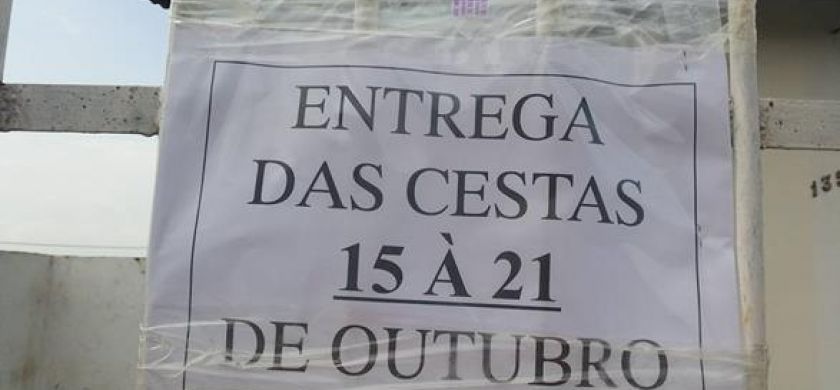 ENTREGA
DAS CESTAS
15 À 21
DE OUTUBRO